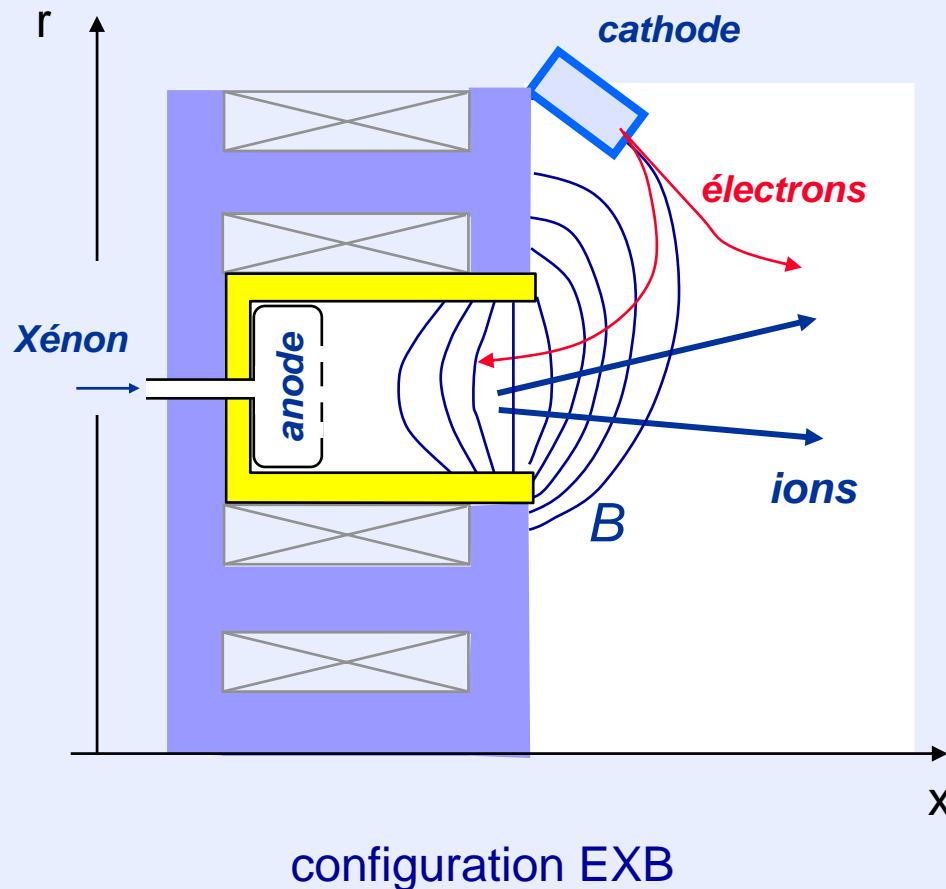 r
cathode
électrons
Xénon
anode
ions
B
x
configuration EXB